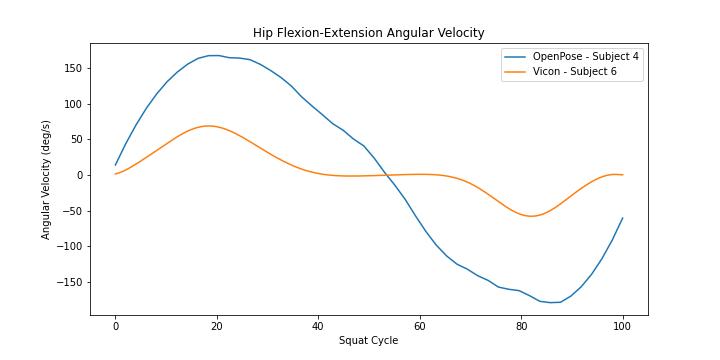 Hip Flexion-Extension Angular Velocity
OpenPose - Subject 4
Vicon - Subject 6
Angular Velocity (deg/s)
150
100
50
0
−50
−100
−150
0 20 40 60 80 100
Squat Cycle